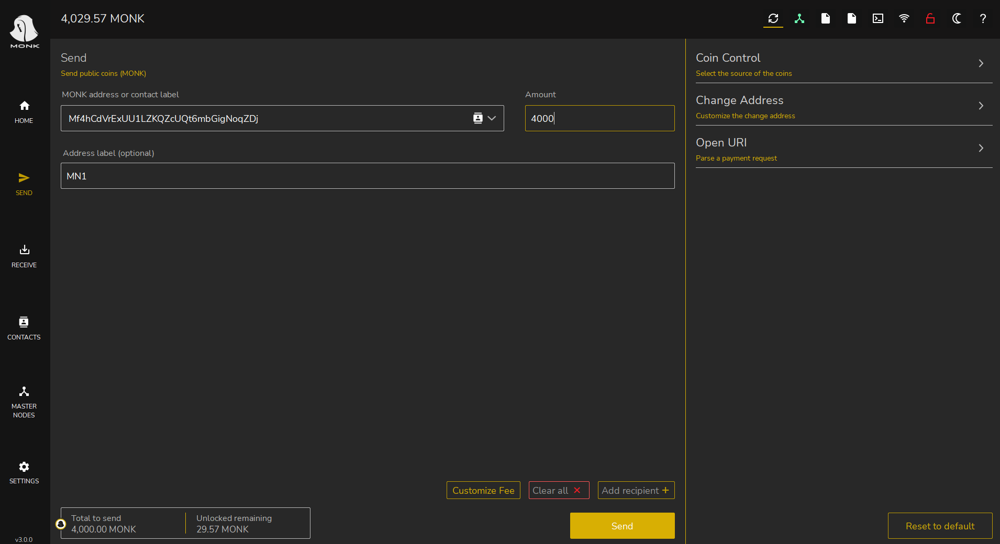 MONK
4,029.57 MONK
HOME
SEND
RECEIVE
CONTACTS
MASTER
NODES
SETTINGS
v3.0.0
Send
Send public coins (MONK)
MONK address or contact label
Amount
Mf4hCdVrExUU1LZKQZcUQt6mbGigNoqZDj
4000
Address label (optional)
MN1
Customize Fee
Clear all
Add recipient
Total to send
4,000.00 MONK
Unlocked remaining
29.57 MONK
Send
Coin Control
Select the source of the coins
Change Address
Customize the change address
Open URI
Parse a payment request
Reset to default